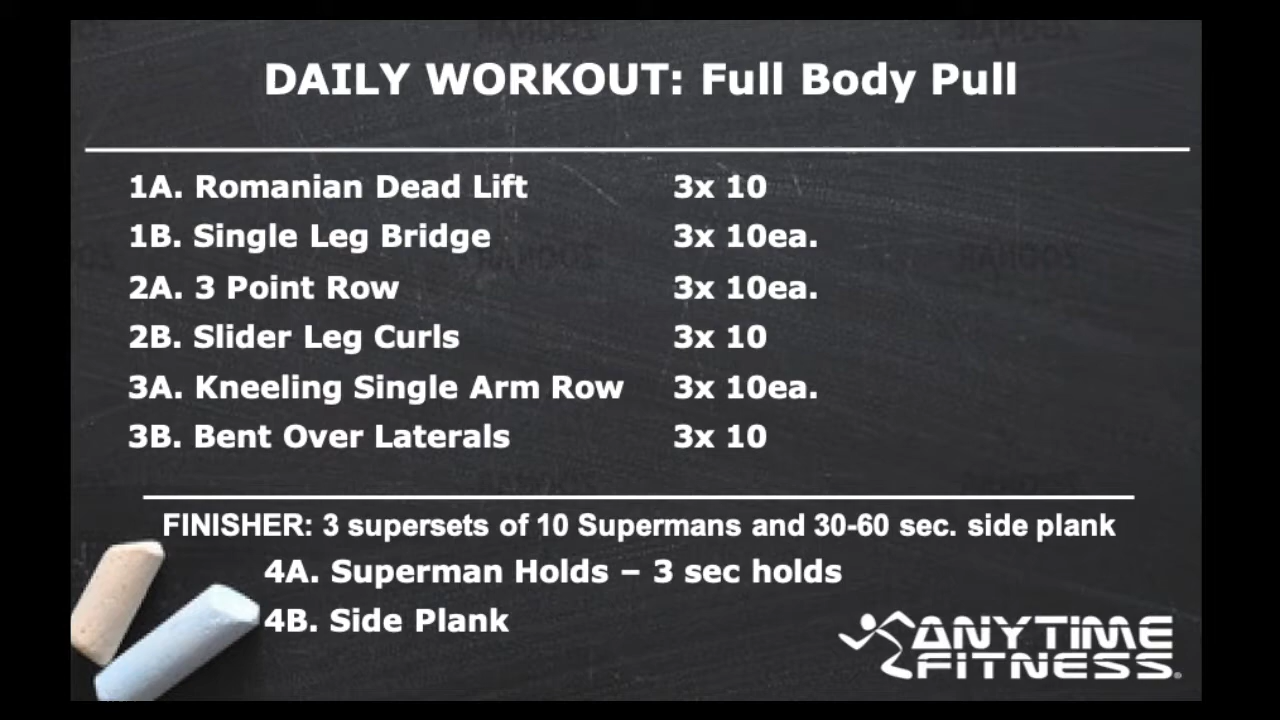 DAILY WORKOUT: Full Body Pull
1A. Romanian Dead Lift 3x 10
1B. Single Leg Bridge 3x 10ea.
2A. 3 Point Row 3x 10ea.
2B. Slider Leg Curls 3x 10
3A. Kneeling Single Arm Row 3x 10ea.
3B. Bent Over Laterals 3x 10
FINISHER: 3 supersets of 10 Supermans and 30-60 sec. side plank
4A. Superman Holds – 3 sec holds
4B. Side Plank
ANYTIME
FITNESS®